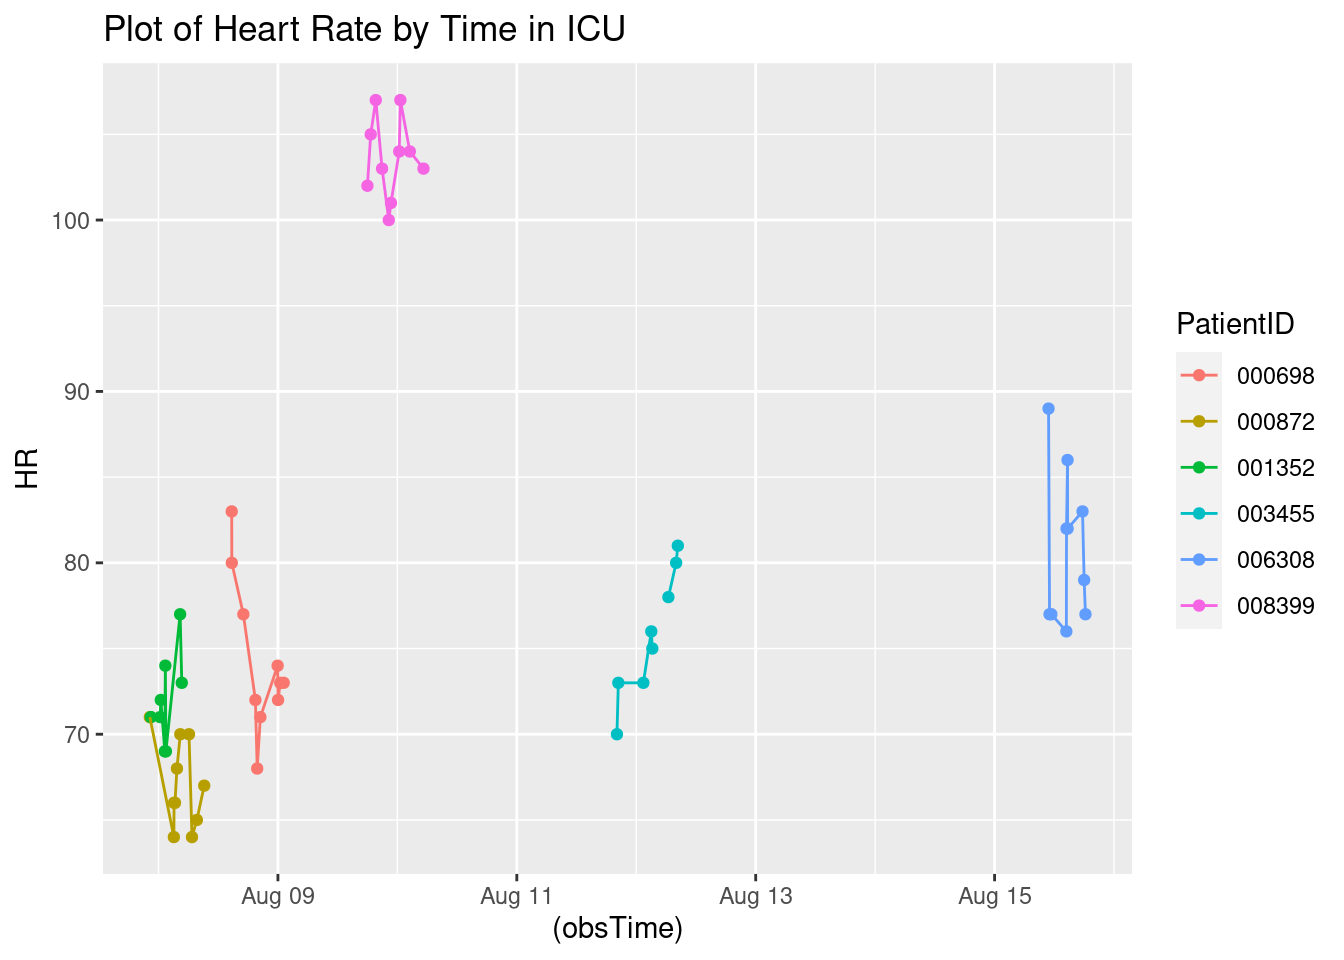 Plot of Heart Rate by Time in ICU
100
90
80
70
HR
Aug 09
Aug 11
Aug 13
Aug 15
(obsTime)
PatientID
000698
000872
001352
003455
006308
008399